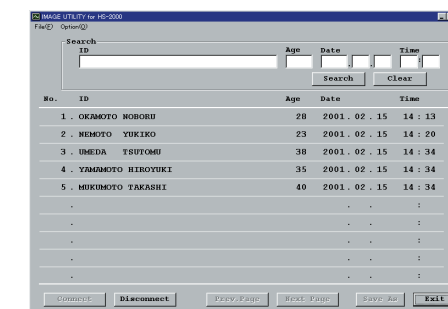 IMAGE UTILITY for HS-2000
File(F) Option(O)
Search
ID Age Date Time
. . :
Search Clear
No. ID Age Date Time
1. OKAMOTO NOBORU 28 2001.02.15 14:13
2. NEMOTO YUKIKO 23 2001.02.15 14:20
3. UMEDA TSUTOMU 38 2001.02.15 14:34
4. YAMAMOTO HIROYUKI 35 2001.02.15 14:34
5. MUKUMOTO TAKASHI 40 2001.02.15 14:34
. . . :
. . . :
. . . :
. . . :
. . . :
Connect Disconnect Prev.Page Next Page Save As Exit